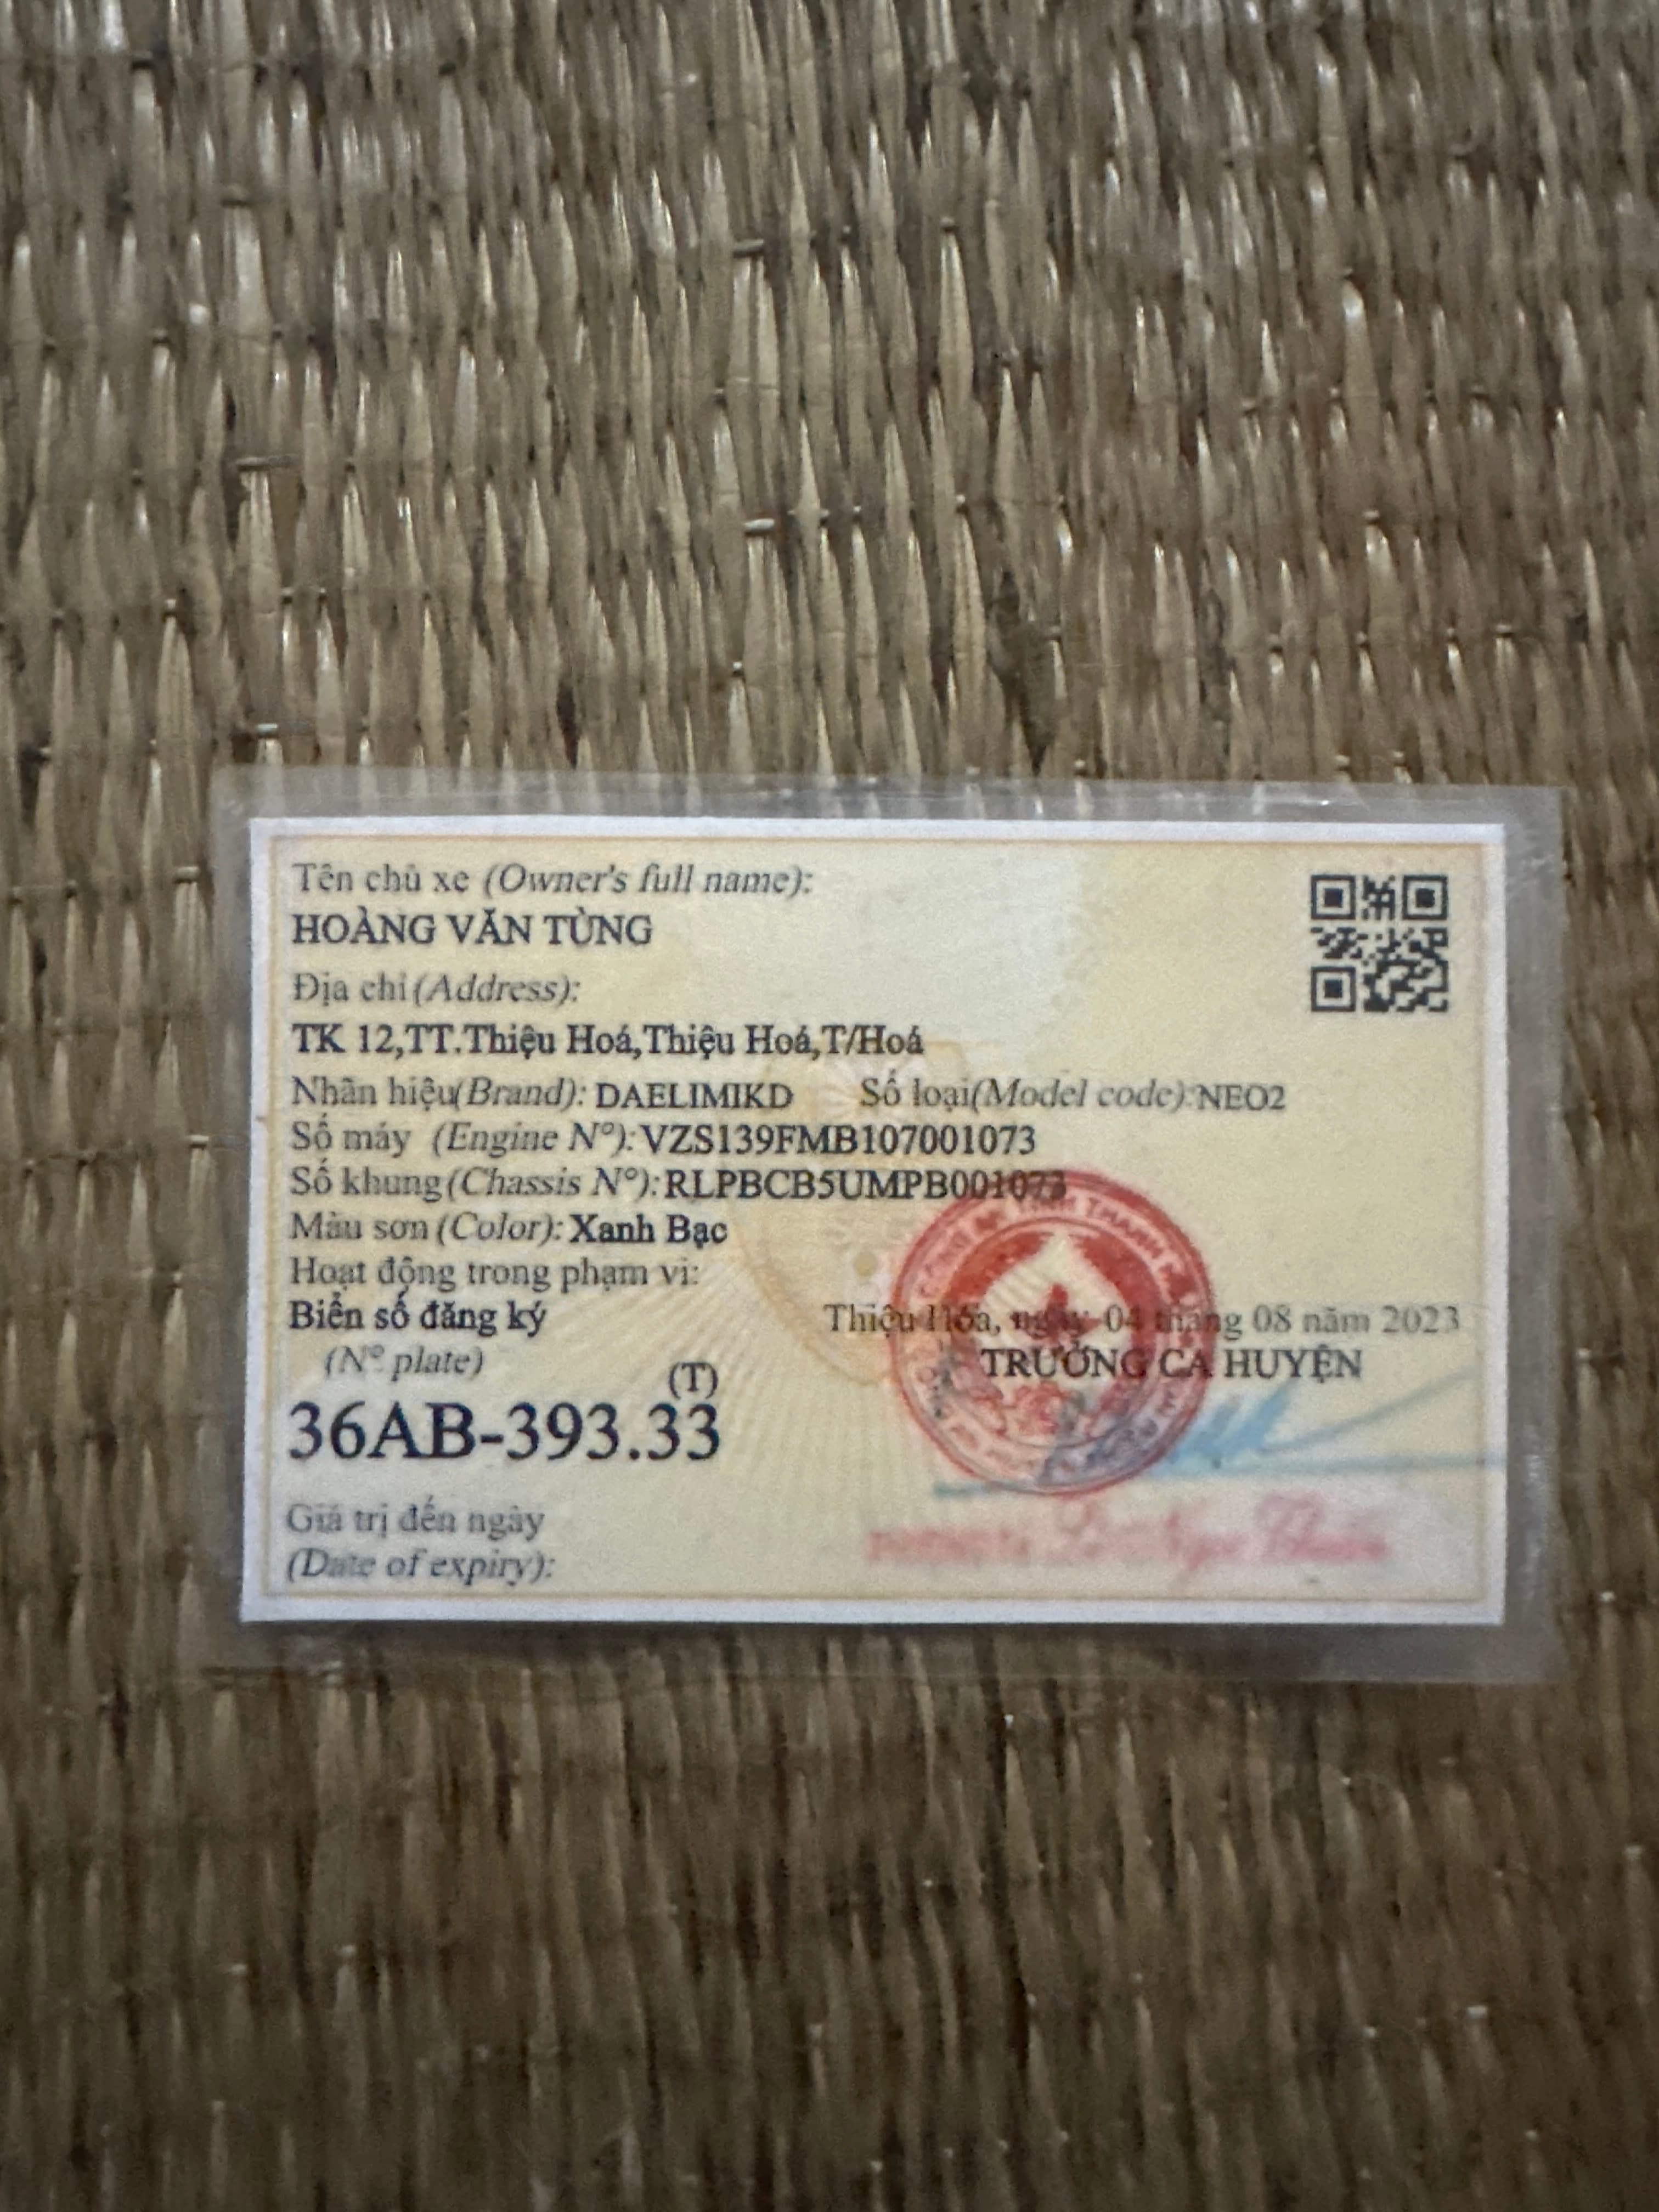 Tên chủ xe (Owner's full name):
HOÀNG VĂN TÙNG
Địa chỉ (Address):
TK 12,TT.Thiệu Hoá,Thiệu Hoá,T/Hoá
Nhãn hiệu(Brand): DAELIMIKD Số loại(Model code):NEO2
Số máy (Engine N°): VZS139FMB107001073
Số khung(Chassis N°): RLPBCB5UMPB001073
Màu sơn (Color): Xanh Bạc
Hoạt động trong phạm vi:
Biển số đăng ký
(N° plate)
(T)
36AB-393.33
Giá trị đến ngày
(Date of expiry):
Thiệu Hóa, ngày 04 tháng 08 năm 2023
TRƯỞNG CA HUYỆN